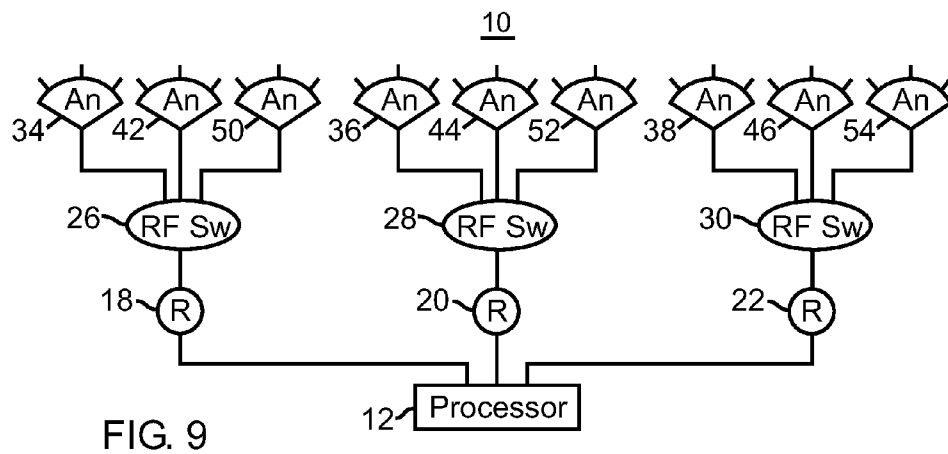 10
An An An An An An An An An
34 42 50 36 44 52 38 46 54
26 RF Sw 28 RF Sw 30 RF Sw
18 R 20 R 22 R
12 Processor
FIG. 9